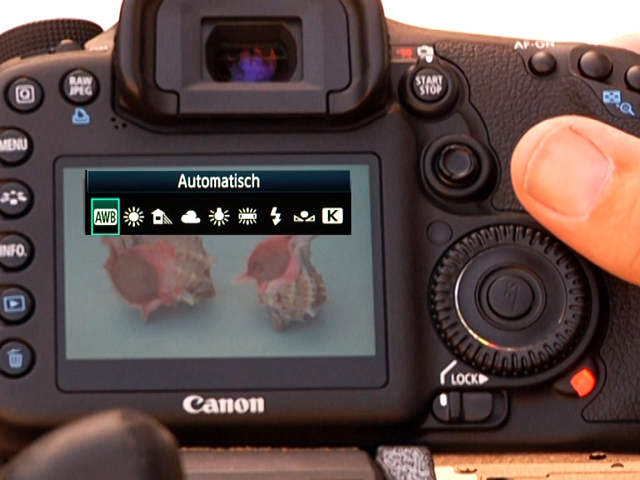 RAW
JPEG
START
STOP
AF-ON
MENU
INFO.
Automatisch
AWB
K
LOCK
Canon